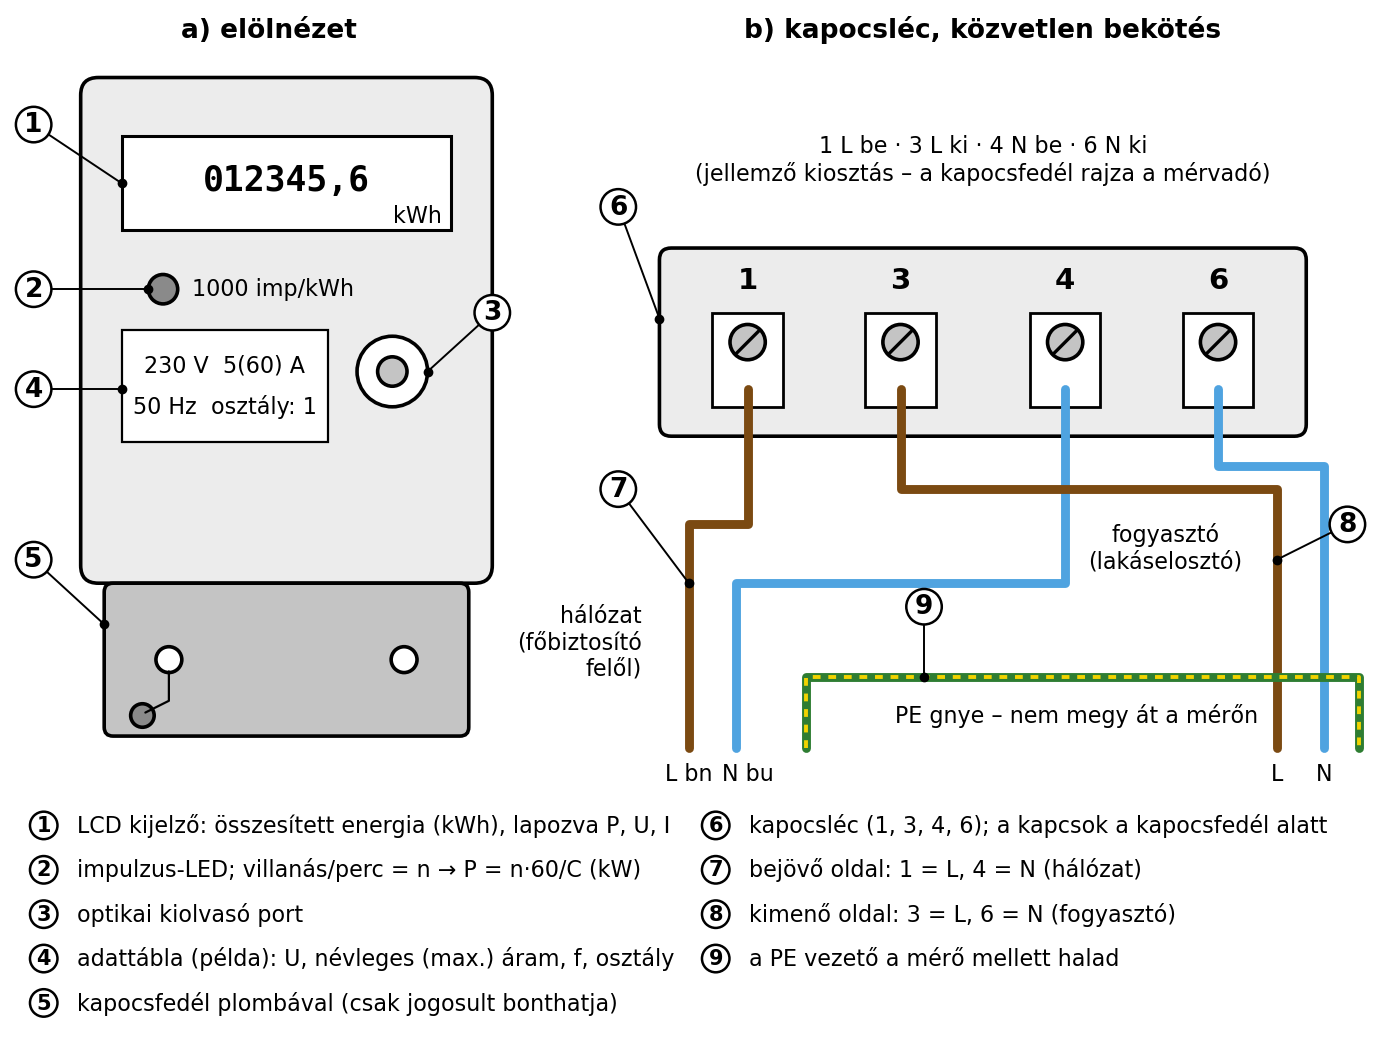 a) elölnézet
1
012345,6
kWh
2
1000 imp/kWh
3
4
230 V 5(60) A
50 Hz osztály: 1
5
b) kapocsléc, közvetlen bekötés
1 L be · 3 L ki · 4 N be · 6 N ki
(jellemző kiosztás – a kapocsfedél rajza a mérvadó)
6
1 3 4 6
7
8
fogyasztó
(lakáselosztó)
9
hálózat
(főbiztosító
felől)
PE gnye – nem megy át a mérőn
L bn N bu
L N
1 LCD kijelző: összesített energia (kWh), lapozva P, U, I
2 impulzus-LED; villanás/perc = n → P = n·60/C (kW)
3 optikai kiolvasó port
4 adattábla (példa): U, névleges (max.) áram, f, osztály
5 kapocsfedél plombával (csak jogosult bonthatja)
6 kapocsléc (1, 3, 4, 6); a kapcsok a kapocsfedél alatt
7 bejövő oldal: 1 = L, 4 = N (hálózat)
8 kimenő oldal: 3 = L, 6 = N (fogyasztó)
9 a PE vezető a mérő mellett halad